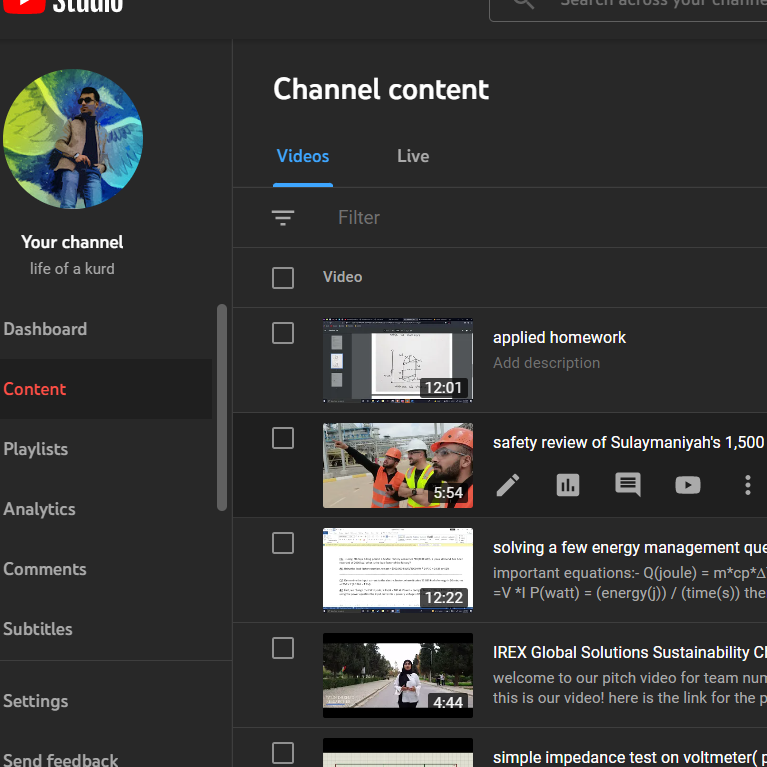 Studio
Search across your channe
Channel content
Videos
Live
Filter
Your channel
life of a kurd
Video
Dashboard
Content
Playlists
Analytics
Comments
Subtitles
Settings
Send feedback
applied homework
Add description
12:01
safety review of Sulaymaniyah's 1,500
5:54
solving a few energy management que
important equations:- Q(joule) = m*cp*∆
=V *I P(watt) = (energy(j)) / (time(s)) the
12:22
IREX Global Solutions Sustainability Cl
welcome to our pitch video for team num
this is our video! here is the link for the p
4:44
simple impedance test on voltmeter( p